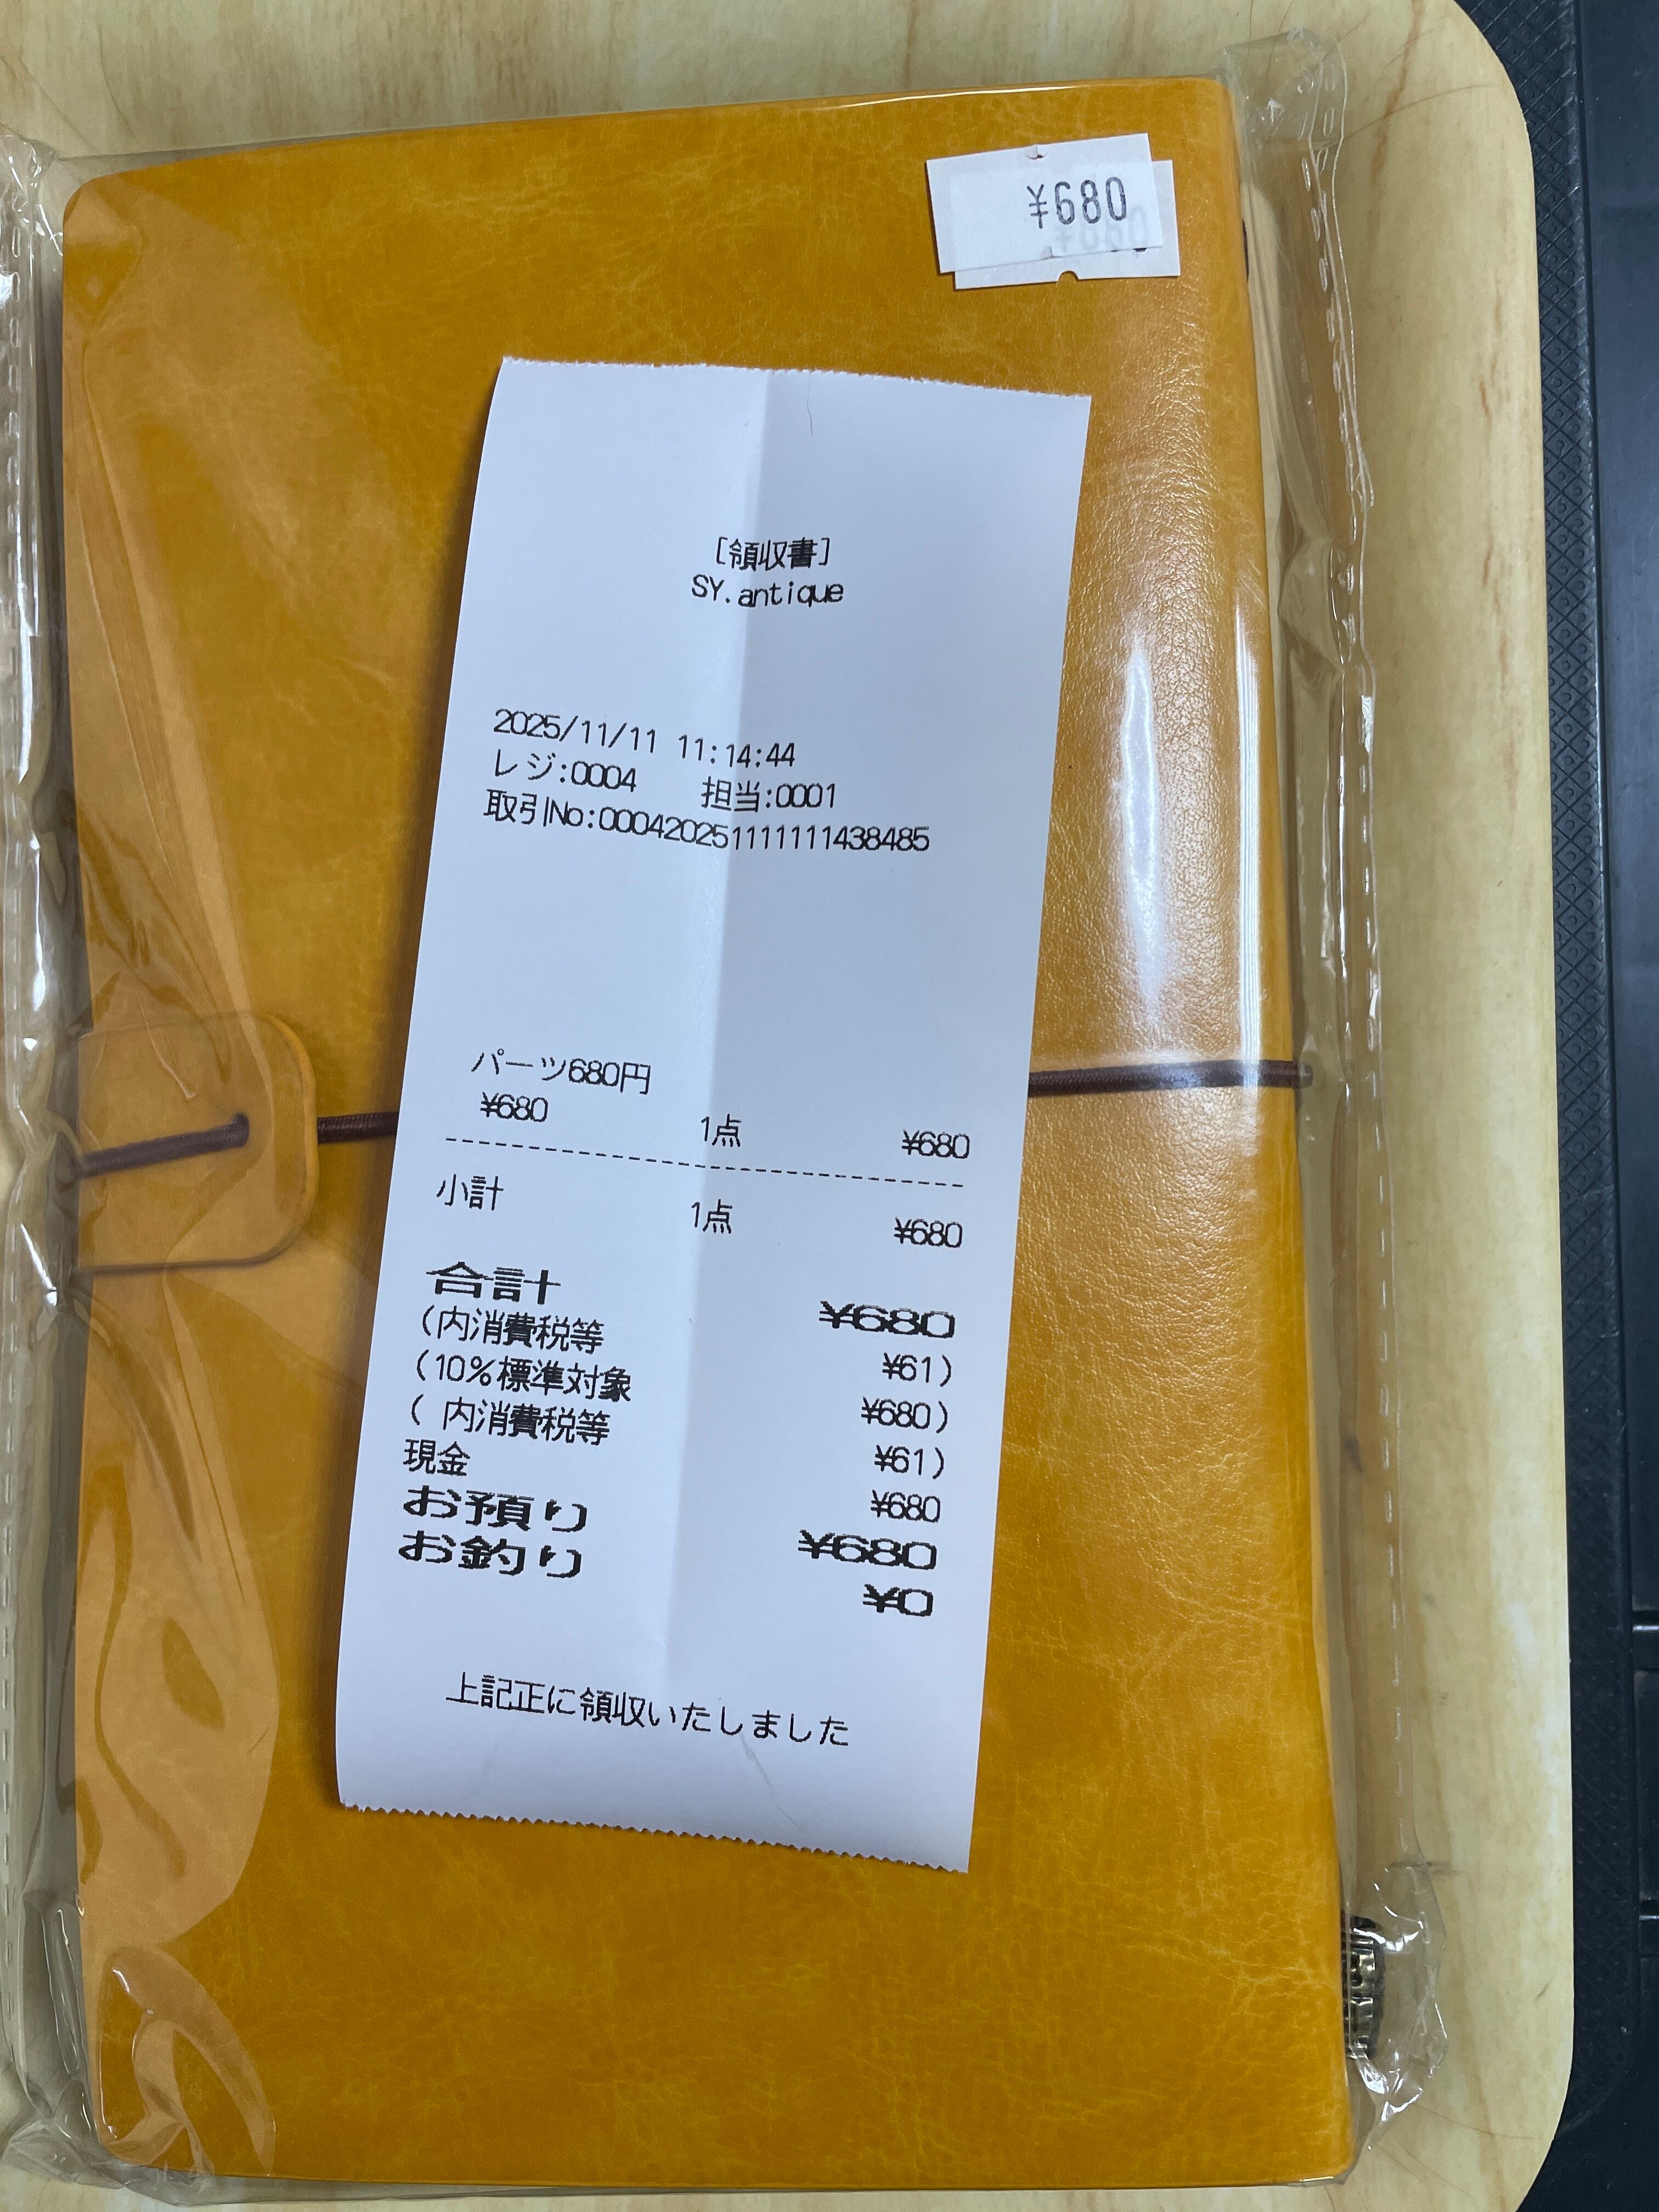 ¥680
[領収書]
SY.antique
2025/11/11 11:14:44
レジ:0004 担当:0001
取引No:00042025111111438485
パーツ680円
¥680 1点 ¥680
小計 1点 ¥680
合計 ¥680
(内消費税等 ¥61)
(10%標準対象 ¥680)
( 内消費税等 ¥61)
現金 ¥680
お預り ¥680
お釣り ¥0
上記正に領収いたしました